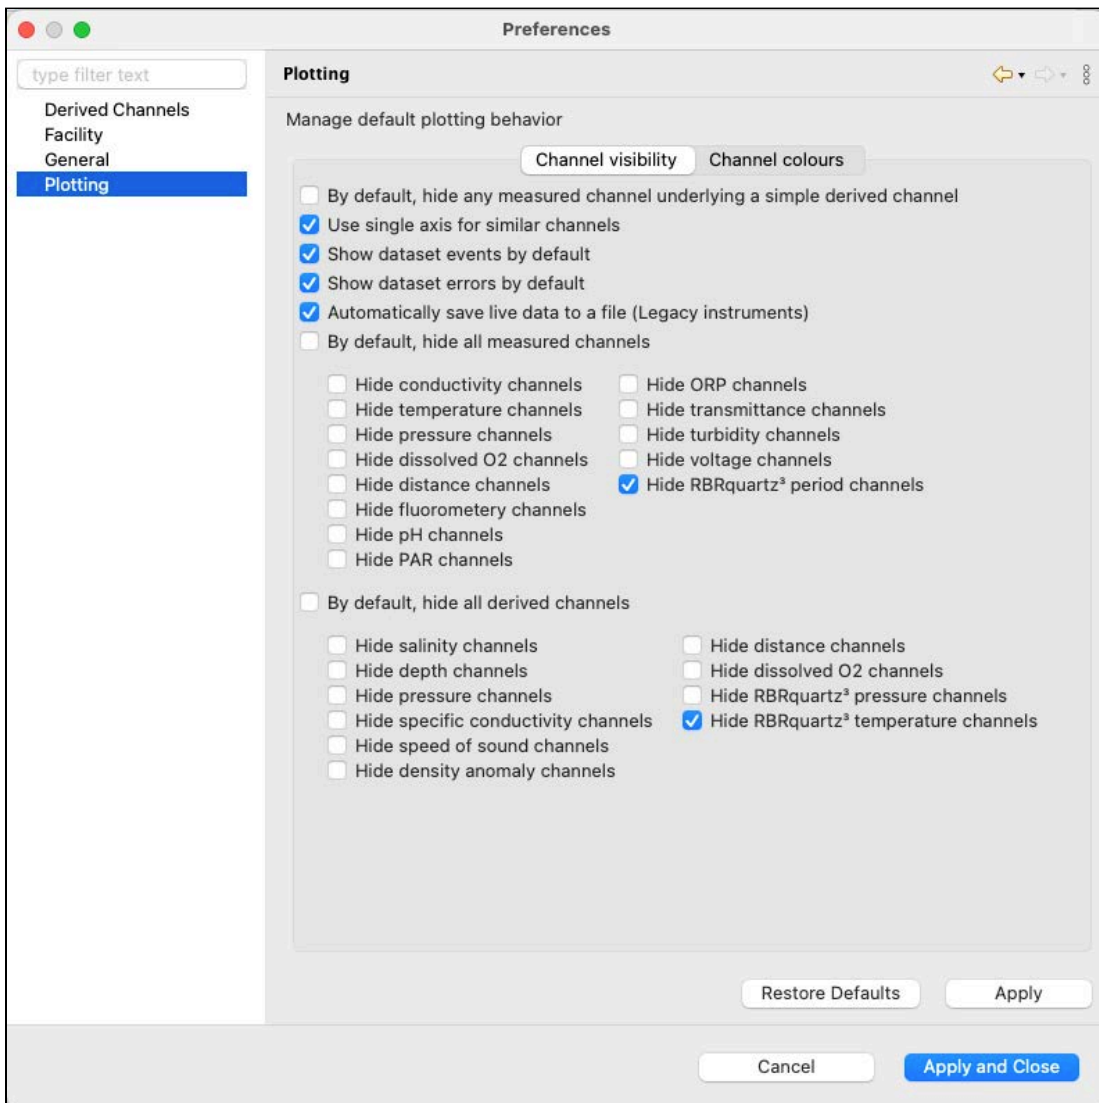 Preferences
type filter text
Derived Channels
Facility
General
Plotting
Plotting
Manage default plotting behavior
Channel visibility
Channel colours
By default, hide any measured channel underlying a simple derived channel
Use single axis for similar channels
Show dataset events by default
Show dataset errors by default
Automatically save live data to a file (Legacy instruments)
By default, hide all measured channels
Hide conductivity channels
Hide temperature channels
Hide pressure channels
Hide dissolved O2 channels
Hide distance channels
Hide fluorometery channels
Hide pH channels
Hide PAR channels
Hide ORP channels
Hide transmittance channels
Hide turbidity channels
Hide voltage channels
Hide RBRquartz³ period channels
By default, hide all derived channels
Hide salinity channels
Hide depth channels
Hide pressure channels
Hide specific conductivity channels
Hide speed of sound channels
Hide density anomaly channels
Hide distance channels
Hide dissolved O2 channels
Hide RBRquartz³ pressure channels
Hide RBRquartz³ temperature channels
Restore Defaults
Apply
Cancel
Apply and Close